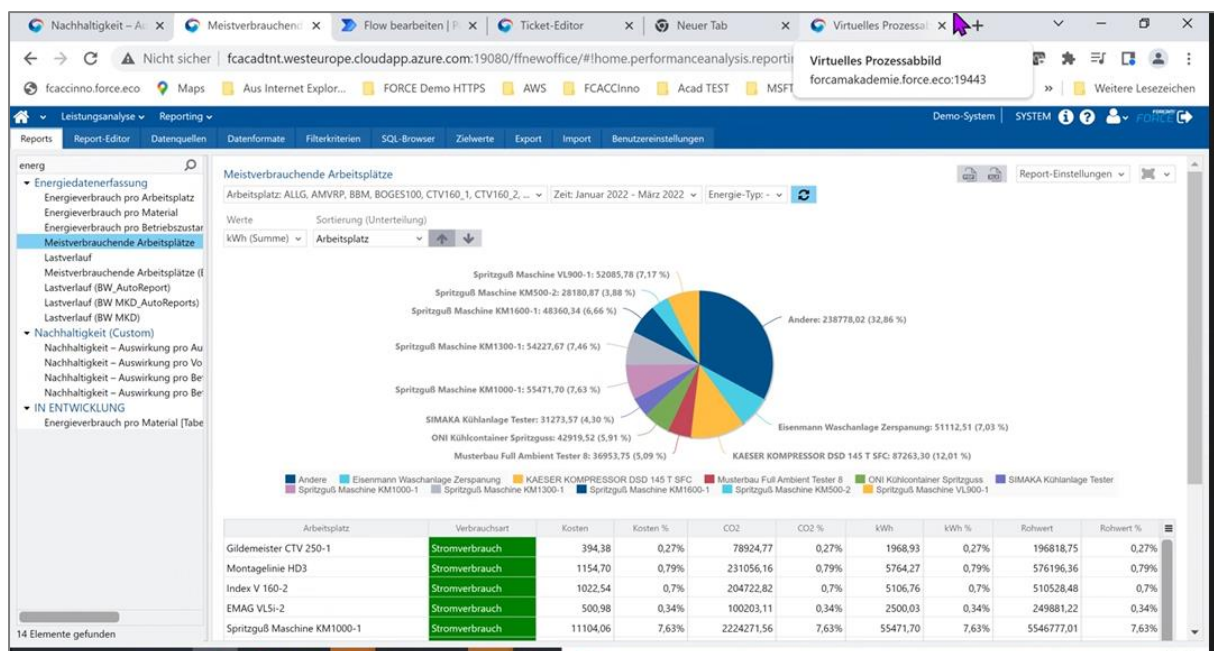 Nachhaltigkeit – Au
Meistverbrauchend
Flow bearbeiten | P
Ticket-Editor
Neuer Tab
Virtuelles Prozessabl
Nicht sicher
fcacadtnt.westeurope.cloudapp.azure.com:19080/ffnewoffice/#!home.performanceanalysis.reporti
Virtuelles Prozessabbild
forcamakademie.force.eco:19443
fcaccinno.force.eco
Maps
Aus Internet Explor...
FORCE Demo HTTPS
AWS
FCACCInno
Acad TEST
MSFT
»
Weitere Lesezeichen
Leistungsanalyse
Reporting
Demo-System
SYSTEM
Reports
Report-Editor
Datenquellen
Datenformate
Filterkriterien
SQL-Browser
Zielwerte
Export
Import
Benutzereinstellungen
energ
Energiedatenerfassung
Energieverbrauch pro Arbeitsplatz
Energieverbrauch pro Material
Energieverbrauch pro Betriebszustar
Meistverbrauchende Arbeitsplätze
Lastverlauf
Meistverbrauchende Arbeitsplätze (E
Lastverlauf (BW_AutoReport)
Lastverlauf (BW MKD_AutoReports)
Lastverlauf (BW MKD)
Nachhaltigkeit (Custom)
Nachhaltigkeit – Auswirkung pro Au
Nachhaltigkeit – Auswirkung pro Vo
Nachhaltigkeit – Auswirkung pro Be
Nachhaltigkeit – Auswirkung pro Be
IN ENTWICKLUNG
Energieverbrauch pro Material [Tabe
14 Elemente gefunden
Meistverbrauchende Arbeitsplätze
Report-Einstellungen
Arbeitsplatz: ALLG, AMVRP, BBM, BOGES100, CTV160_1, CTV160_2, ...
Zeit: Januar 2022 - März 2022
Energie-Typ: -
Werte
Sortierung (Unterteilung)
kWh (Summe)
Arbeitsplatz
Spritzguß Maschine VL900-1: 52085,78 (7,17 %)
Spritzguß Maschine KM500-2: 28180,87 (3,88 %)
Spritzguß Maschine KM1600-1: 48360,34 (6,66 %)
Andere: 238778,02 (32,86 %)
Spritzguß Maschine KM1300-1: 54227,67 (7,46 %)
Spritzguß Maschine KM1000-1: 55471,70 (7,63 %)
SIMAKA Kühlanlage Tester: 31273,57 (4,30 %)
Eisenmann Waschanlage Zerspanung: 51112,51 (7,03 %)
ONI Kühlcontainer Spritzguss: 42919,52 (5,91 %)
Musterbau Full Ambient Tester 8: 36953,75 (5,09 %)
KAESER KOMPRESSOR DSD 145 T SFC: 87263,30 (12,01 %)
Andere Eisenmann Waschanlage Zerspanung KAESER KOMPRESSOR DSD 145 T SFC Musterbau Full Ambient Tester 8 ONI Kühlcontainer Spritzguss SIMAKA Kühlanlage Tester
Spritzguß Maschine KM1000-1 Spritzguß Maschine KM1300-1 Spritzguß Maschine KM1600-1 Spritzguß Maschine KM500-2 Spritzguß Maschine VL900-1
Arbeitsplatz Verbrauchsart Kosten Kosten % CO2 CO2 % kWh kWh % Rohwert Rohwert %
Gildemeister CTV 250-1 Stromverbrauch 394,38 0,27% 78924,77 0,27% 1968,93 0,27% 196818,75 0,27%
Montagelinie HD3 Stromverbrauch 1154,70 0,79% 231056,16 0,79% 5764,27 0,79% 576196,36 0,79%
Index V 160-2 Stromverbrauch 1022,54 0,7% 204722,82 0,7% 5106,76 0,7% 510528,48 0,7%
EMAG VL5i-2 Stromverbrauch 500,98 0,34% 100203,11 0,34% 2500,03 0,34% 249881,22 0,34%
Spritzguß Maschine KM1000-1 Stromverbrauch 11104,06 7,63% 2224271,56 7,63% 55471,70 7,63% 5546777,01 7,63%